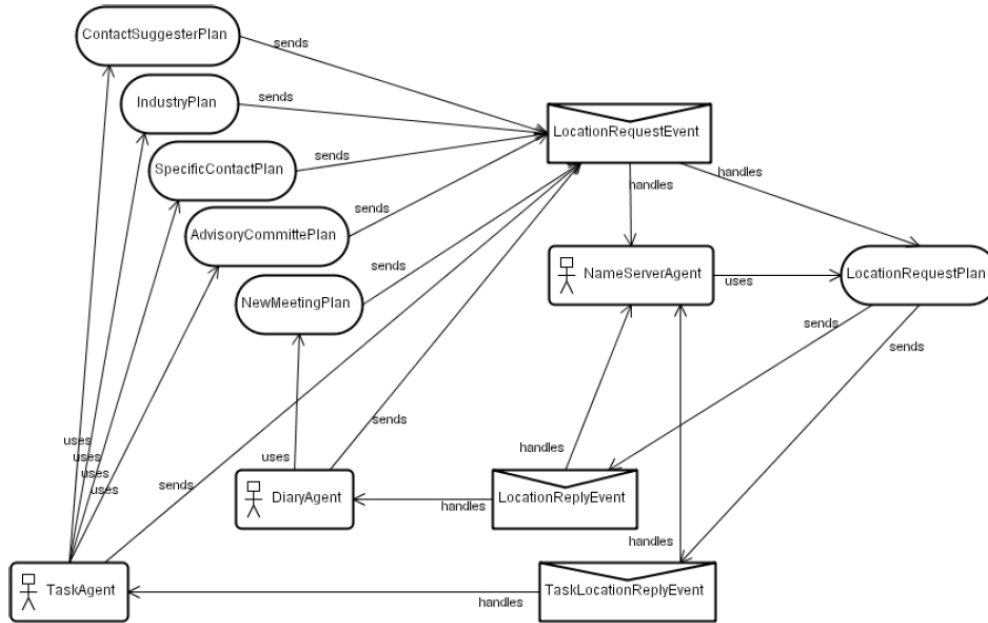 ContactSuggesterPlan
sends
IndustryPlan
sends
LocationRequestEvent
SpecificContactPlan
sends
handles
handles
AdvisoryCommittePlan
sends
NewMeetingPlan
sends
NameServerAgent
uses
LocationRequestPlan
sends
sends
uses
uses
uses
uses
sends
sends
uses
handles
DiaryAgent
handles
LocationReplyEvent
handles
TaskAgent
handles
TaskLocationReplyEvent